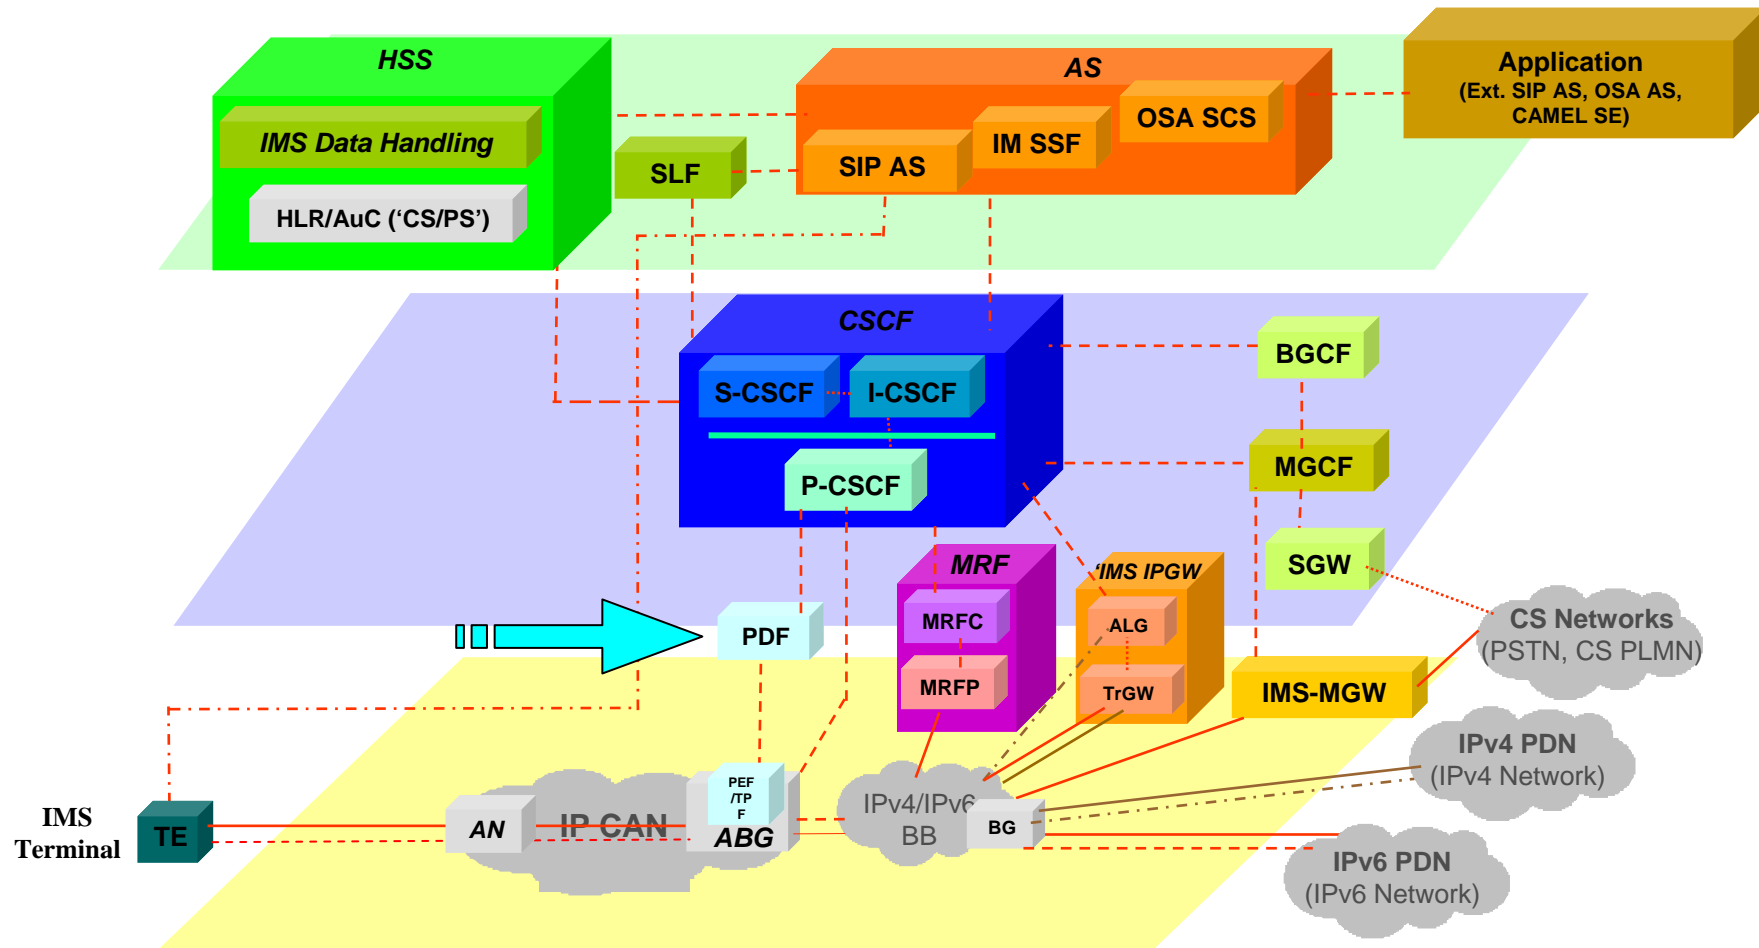 HSS
IMS Data Handling
HLR/AuC (‘CS/PS’)
SLF
AS
SIP AS
IM SSF
OSA SCS
Application
(Ext. SIP AS, OSA AS,
CAMEL SE)
CSCF
S-CSCF
I-CSCF
P-CSCF
BGCF
MGCF
SGW
MRF
MRFC
MRFP
‘IMS IPGW
ALG
TrGW
PDF
IMS-MGW
CS Networks
(PSTN, CS PLMN)
IPv4 PDN
(IPv4 Network)
IPv6 PDN
(IPv6 Network)
IMS
Terminal
TE
AN
IP CAN
PEF
/TP
F
ABG
IPv4/IPv6
BB
BG